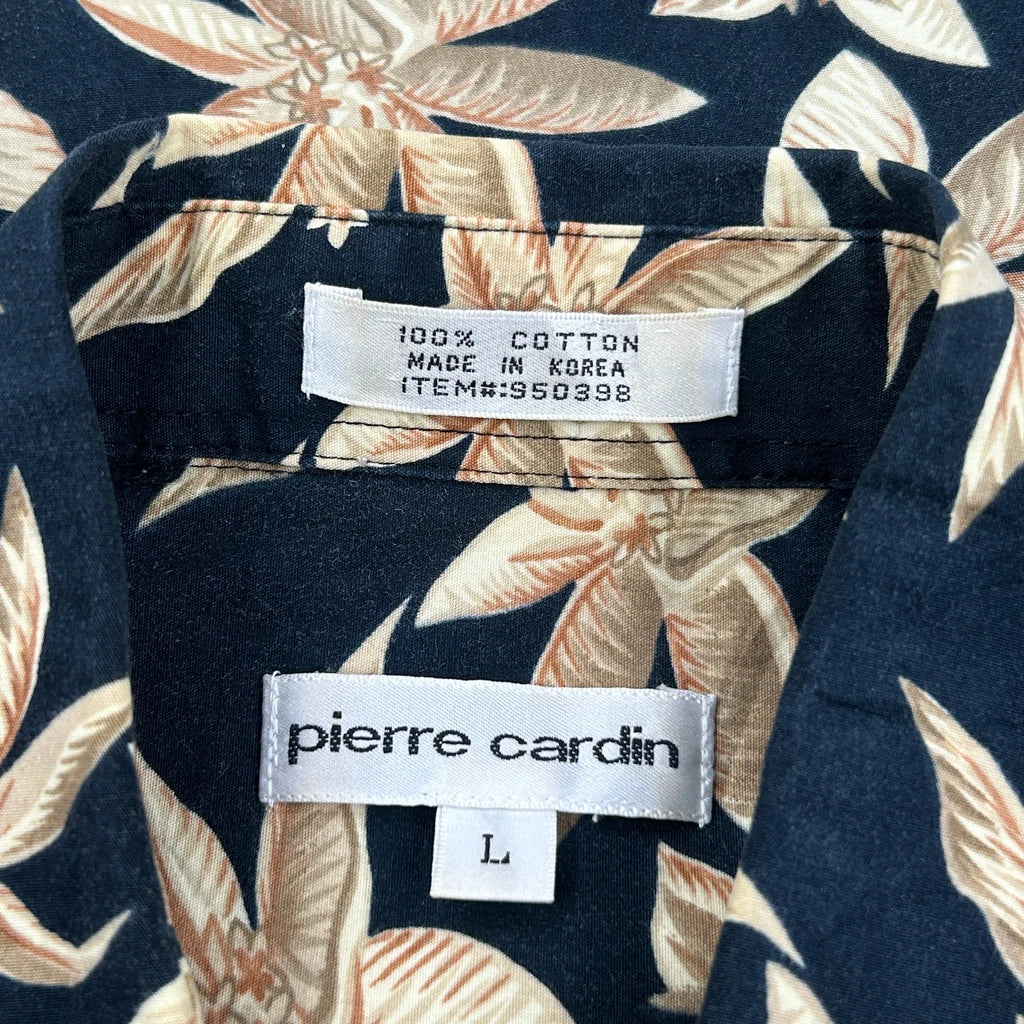 100% COTTON
MADE IN KOREA
ITEM#:950398
pierre cardin
L